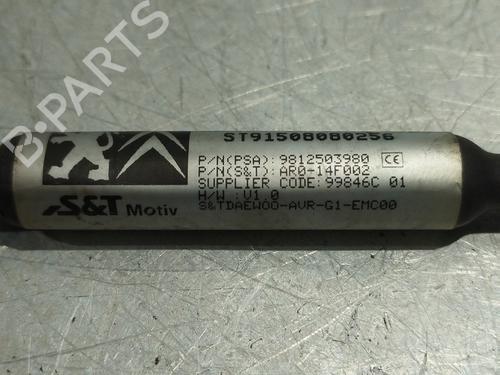 ST91508080256
P/N(PSA): 9812503980 CE
P/N(S&T): AR0-14F002
SUPPLIER CODE: 99846C 01
H/W : V1.0
S&TDAEWOO-AVR-G1-EMC00
S&T Motiv
B-PARTS